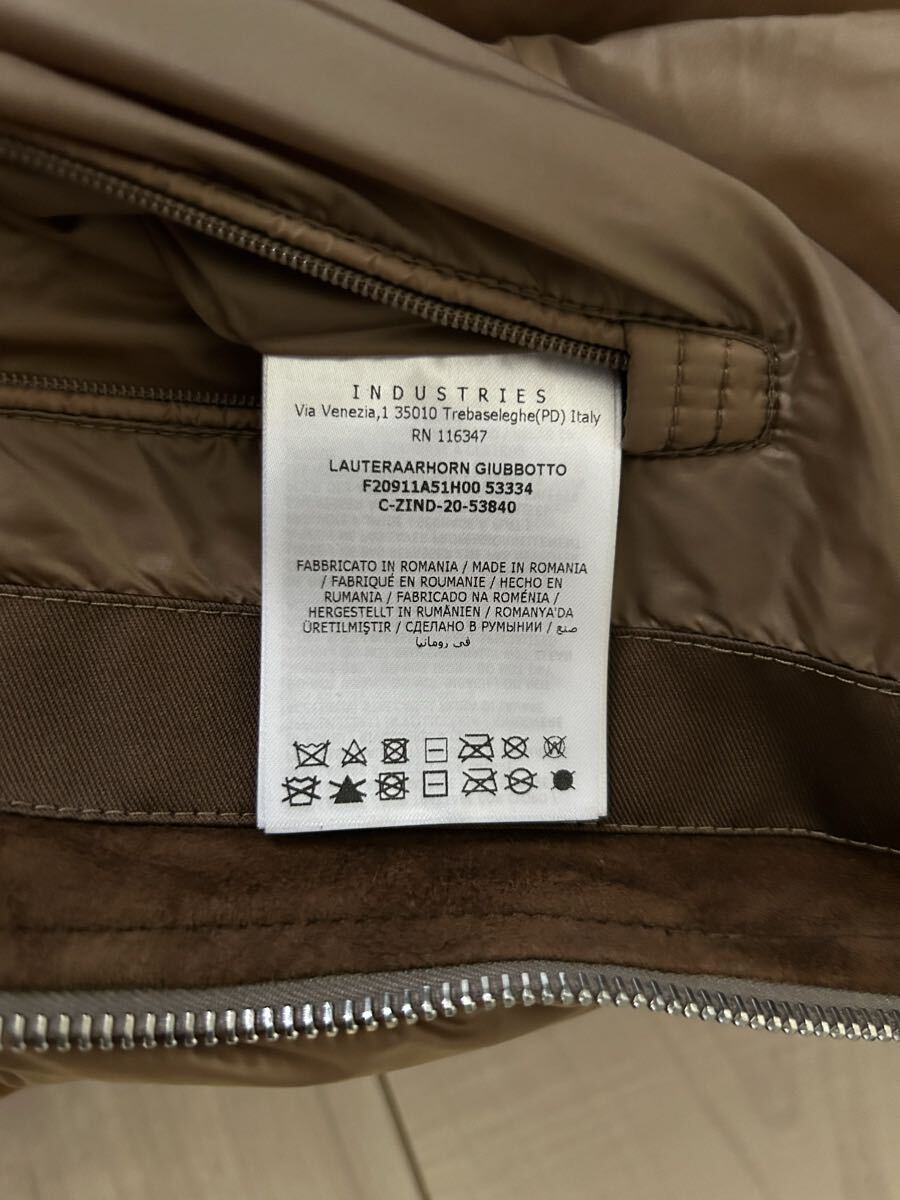 INDUSTRIES
Via Venezia,1 35010 Trebaseleghe(PD) Italy
RN 116347
LAUTERAARHORN GIUBBOTTO
F20911A51H00 53334
C-ZIND-20-53840
FABBRICATO IN ROMANIA / MADE IN ROMANIA
/ FABRIQUÉ EN ROUMANIE / HECHO EN
RUMANIA / FABRICADO NA ROMÉNIA /
HERGESTELLT IN RUMÄNIEN / ROMANYA'DA
ÜRETILMIŞTIR / СДЕЛАНО В РУМЫНИИ / صنع
في رومانيا